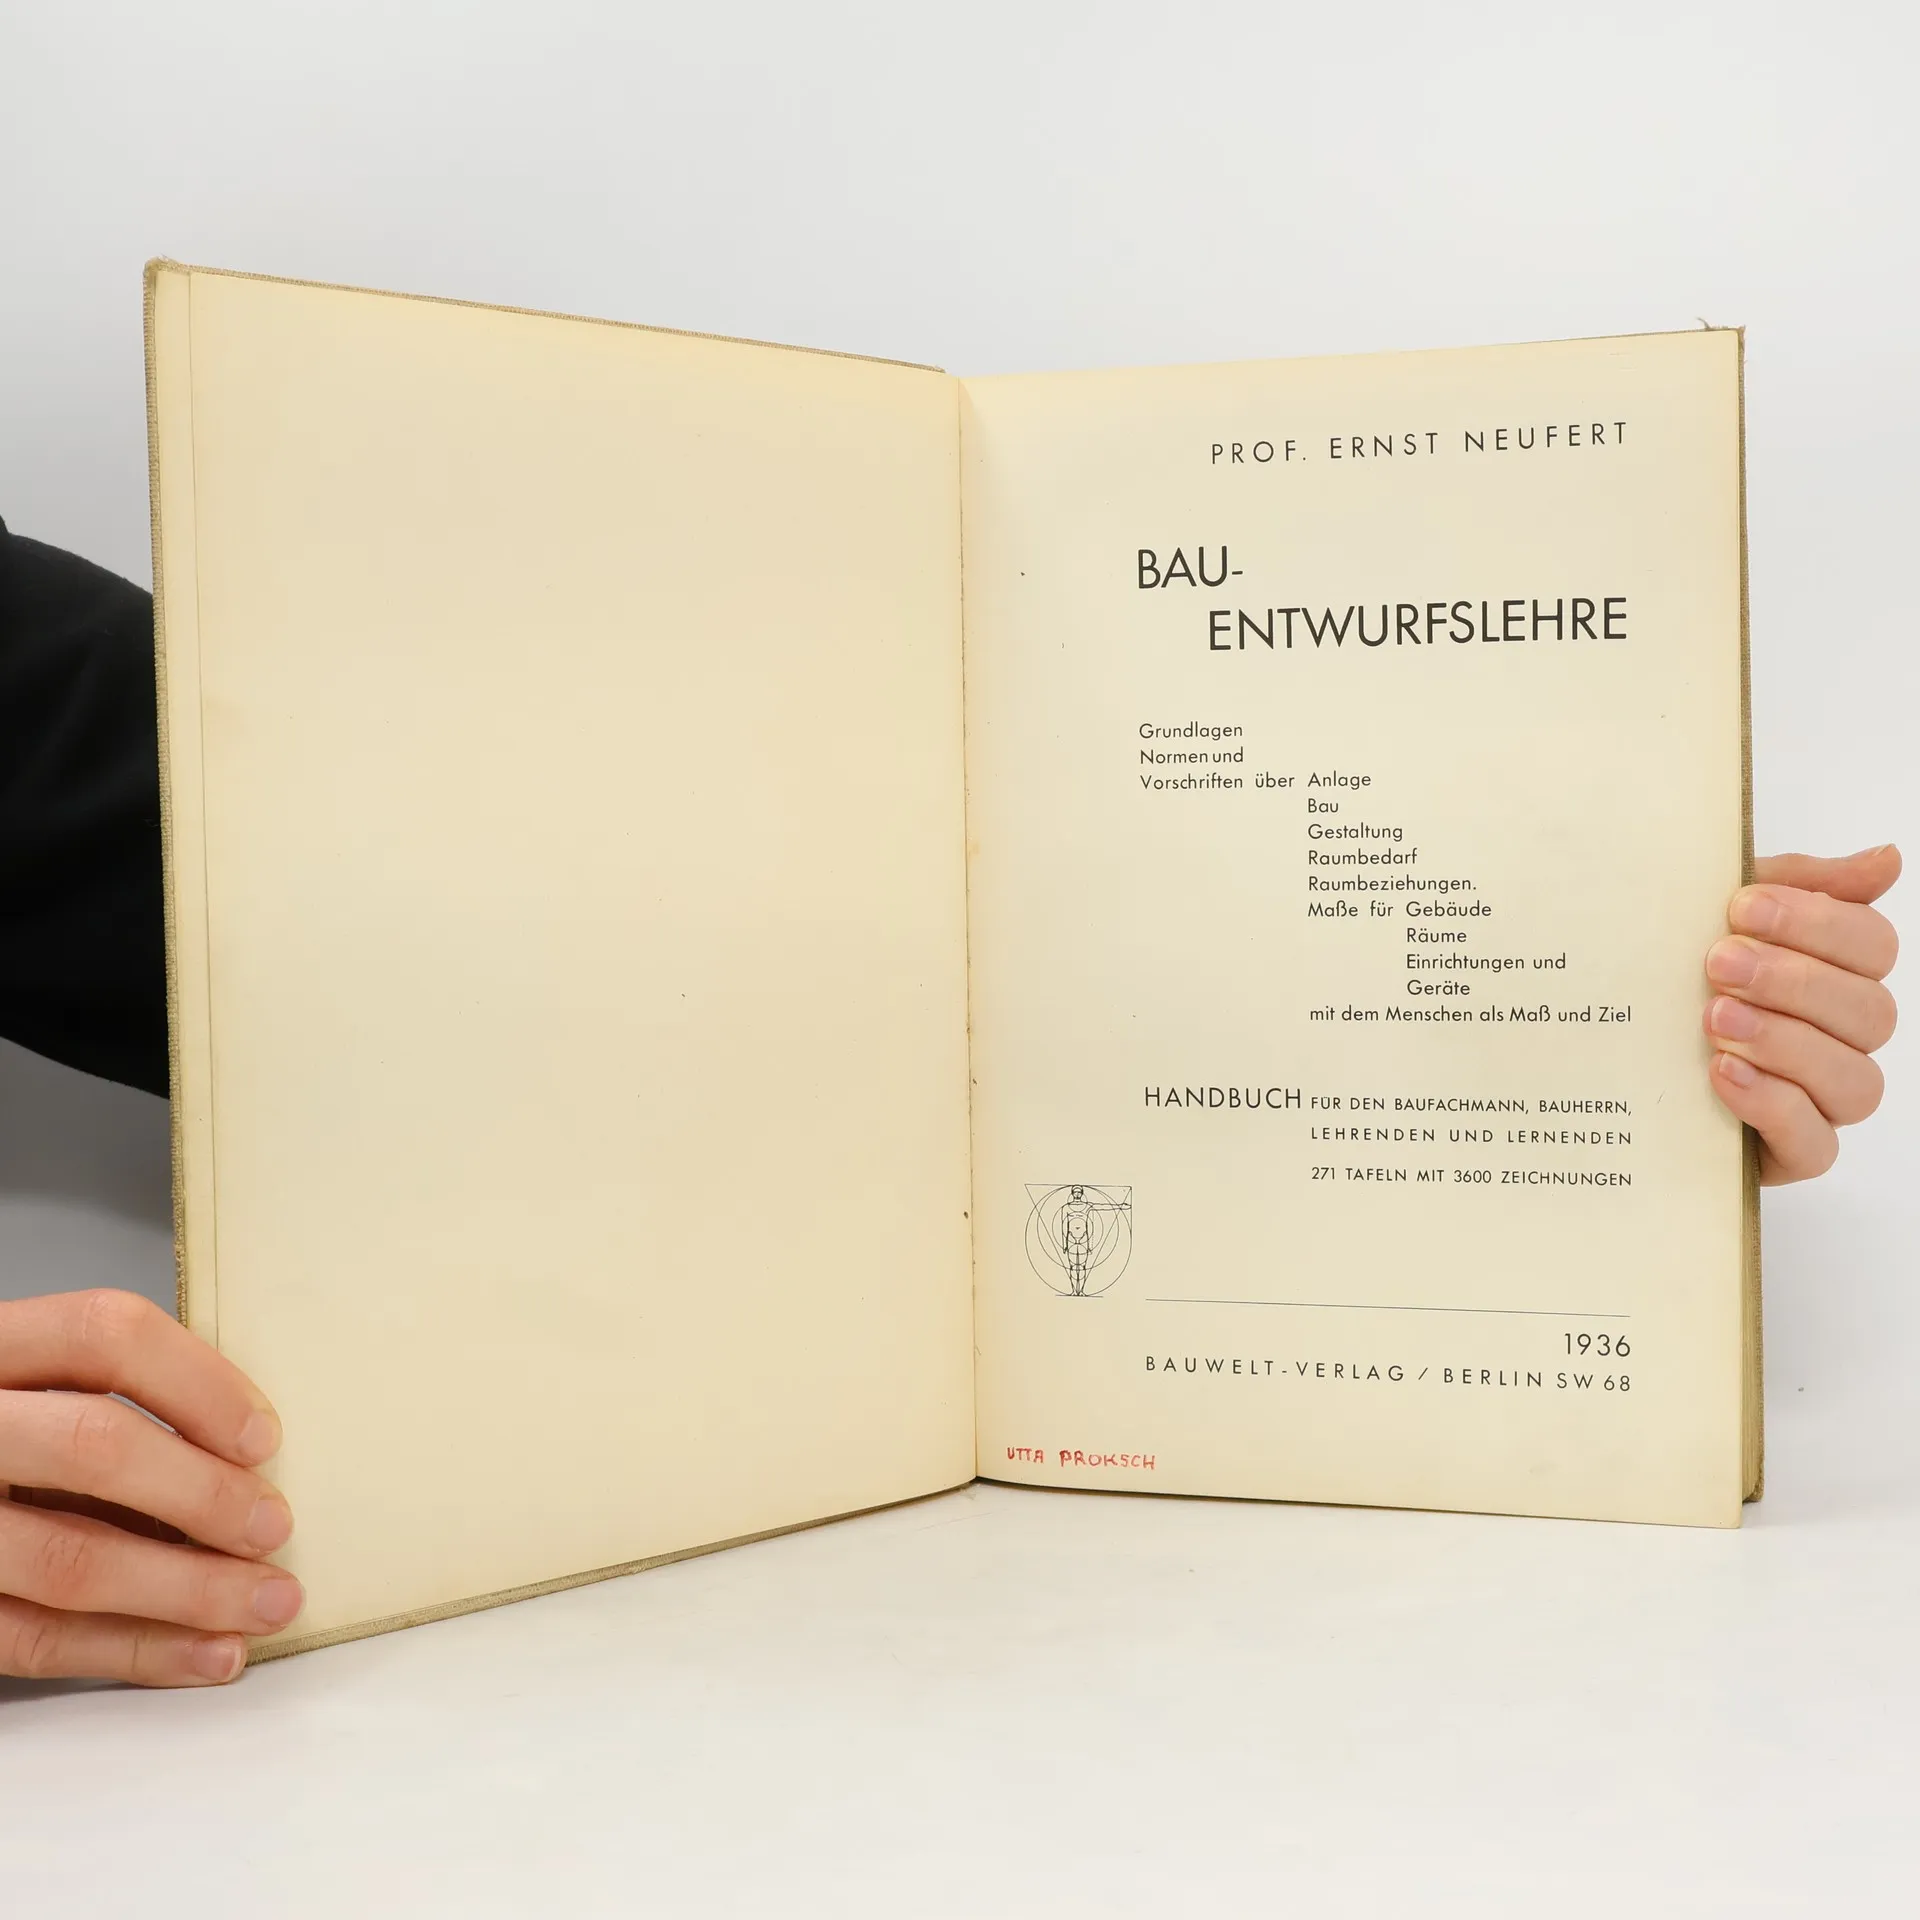 PROF. ERNST NEUFERT
BAU-
ENTWURFSLEHRE
Grundlagen
Normen und
Vorschriften über Anlage
Bau
Gestaltung
Raumbedarf
Raumbeziehungen.
Maße für Gebäude
Räume
Einrichtungen und
Geräte
mit dem Menschen als Maß und Ziel
HANDBUCH FÜR DEN BAUFACHMANN, BAUHERRN,
LEHRENDEN UND LERNENDEN
271 TAFELN MIT 3600 ZEICHNUNGEN
1936
BAUWELT-VERLAG / BERLIN SW 68
UTTA PROKSCH